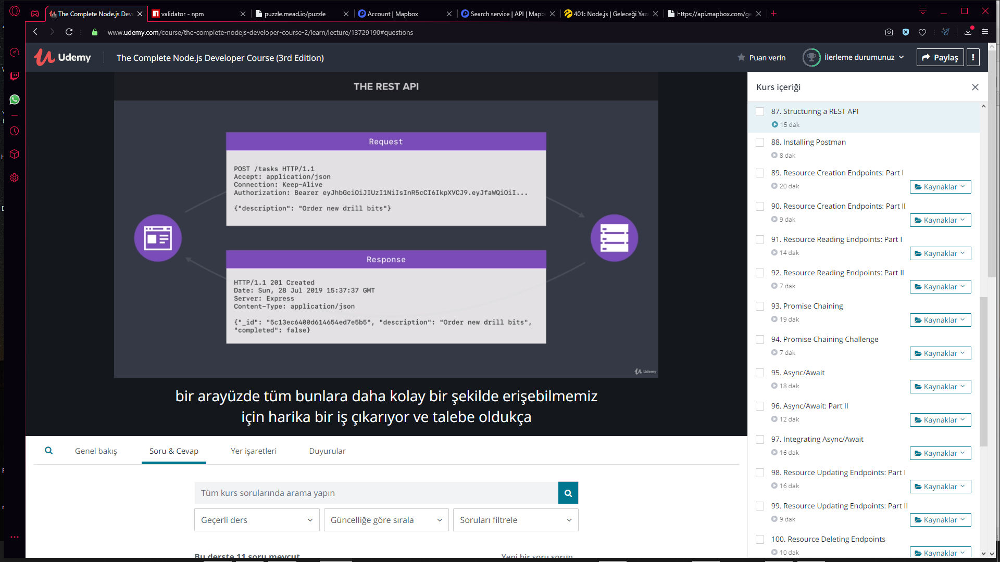 The Complete Node.js Dev
validator - npm
puzzle.mead.io/puzzle
Account | Mapbox
Search service | API | Mapb
401: Node.js | Geleceği Yaza
https://api.mapbox.com/ge
www.udemy.com/course/the-complete-nodejs-developer-course-2/learn/lecture/13729190#questions
Udemy
The Complete Node.js Developer Course (3rd Edition)
Puan verin
İlerleme durumunuz
Paylaş
THE REST API
Request
POST /tasks HTTP/1.1
Accept: application/json
Connection: Keep-Alive
Authorization: Bearer eyJhbGciOiJIUzI1NiIsInR5cCI6IkpXVCJ9.eyJfaWQiOiI...
{"description": "Order new drill bits"}
Response
HTTP/1.1 201 Created
Date: Sun, 28 Jul 2019 15:37:37 GMT
Server: Express
Content-Type: application/json
{"_id": "5c13ec6400d614654ed7e5b5", "description": "Order new drill bits",
"completed": false}
Udemy
bir arayüzde tüm bunlara daha kolay bir şekilde erişebilmemiz
için harika bir iş çıkarıyor ve talebe oldukça
Genel bakış
Soru & Cevap
Yer işaretleri
Duyurular
Tüm kurs sorularında arama yapın
Geçerli ders
Güncelliğe göre sırala
Soruları filtrele
Bu derste 11 soru mevcut
Yeni bir soru sorun
Kurs içeriği
87. Structuring a REST API
15 dak
88. Installing Postman
8 dak
89. Resource Creation Endpoints: Part I
20 dak
Kaynaklar
90. Resource Creation Endpoints: Part II
9 dak
Kaynaklar
91. Resource Reading Endpoints: Part I
14 dak
Kaynaklar
92. Resource Reading Endpoints: Part II
7 dak
Kaynaklar
93. Promise Chaining
19 dak
Kaynaklar
94. Promise Chaining Challenge
7 dak
Kaynaklar
95. Async/Await
18 dak
Kaynaklar
96. Async/Await: Part II
12 dak
Kaynaklar
97. Integrating Async/Await
16 dak
Kaynaklar
98. Resource Updating Endpoints: Part I
16 dak
Kaynaklar
99. Resource Updating Endpoints: Part II
9 dak
Kaynaklar
100. Resource Deleting Endpoints
10 dak
Kaynaklar